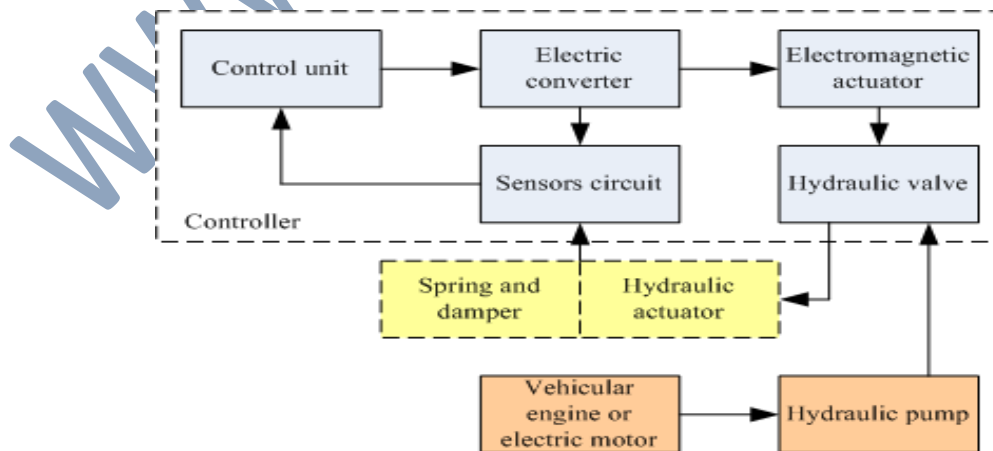 Control unit
Electric
converter
Electromagnetic
actuator
Sensors circuit
Hydraulic valve
Controller
Spring and
damper
Hydraulic
actuator
Vehicular
engine or
electric motor
Hydraulic pump